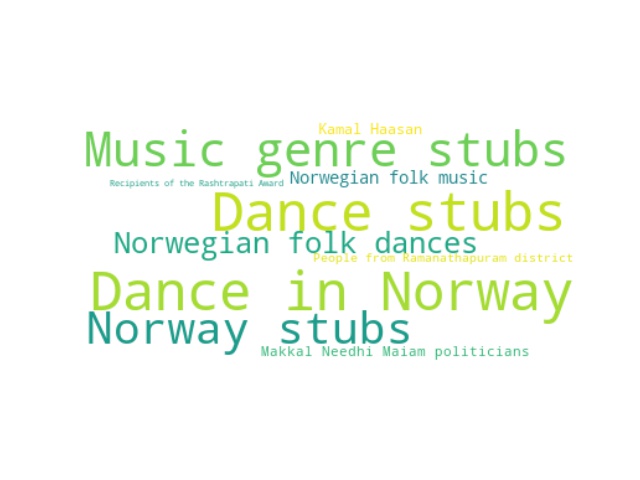 Kamal Haasan
Music genre stubs
Recipients of the Rashtrapati Award
Norwegian folk music
Dance stubs
Norwegian folk dances
People from Ramanathapuram district
Dance in Norway
Norway stubs
Makkal Needhi Maiam politicians